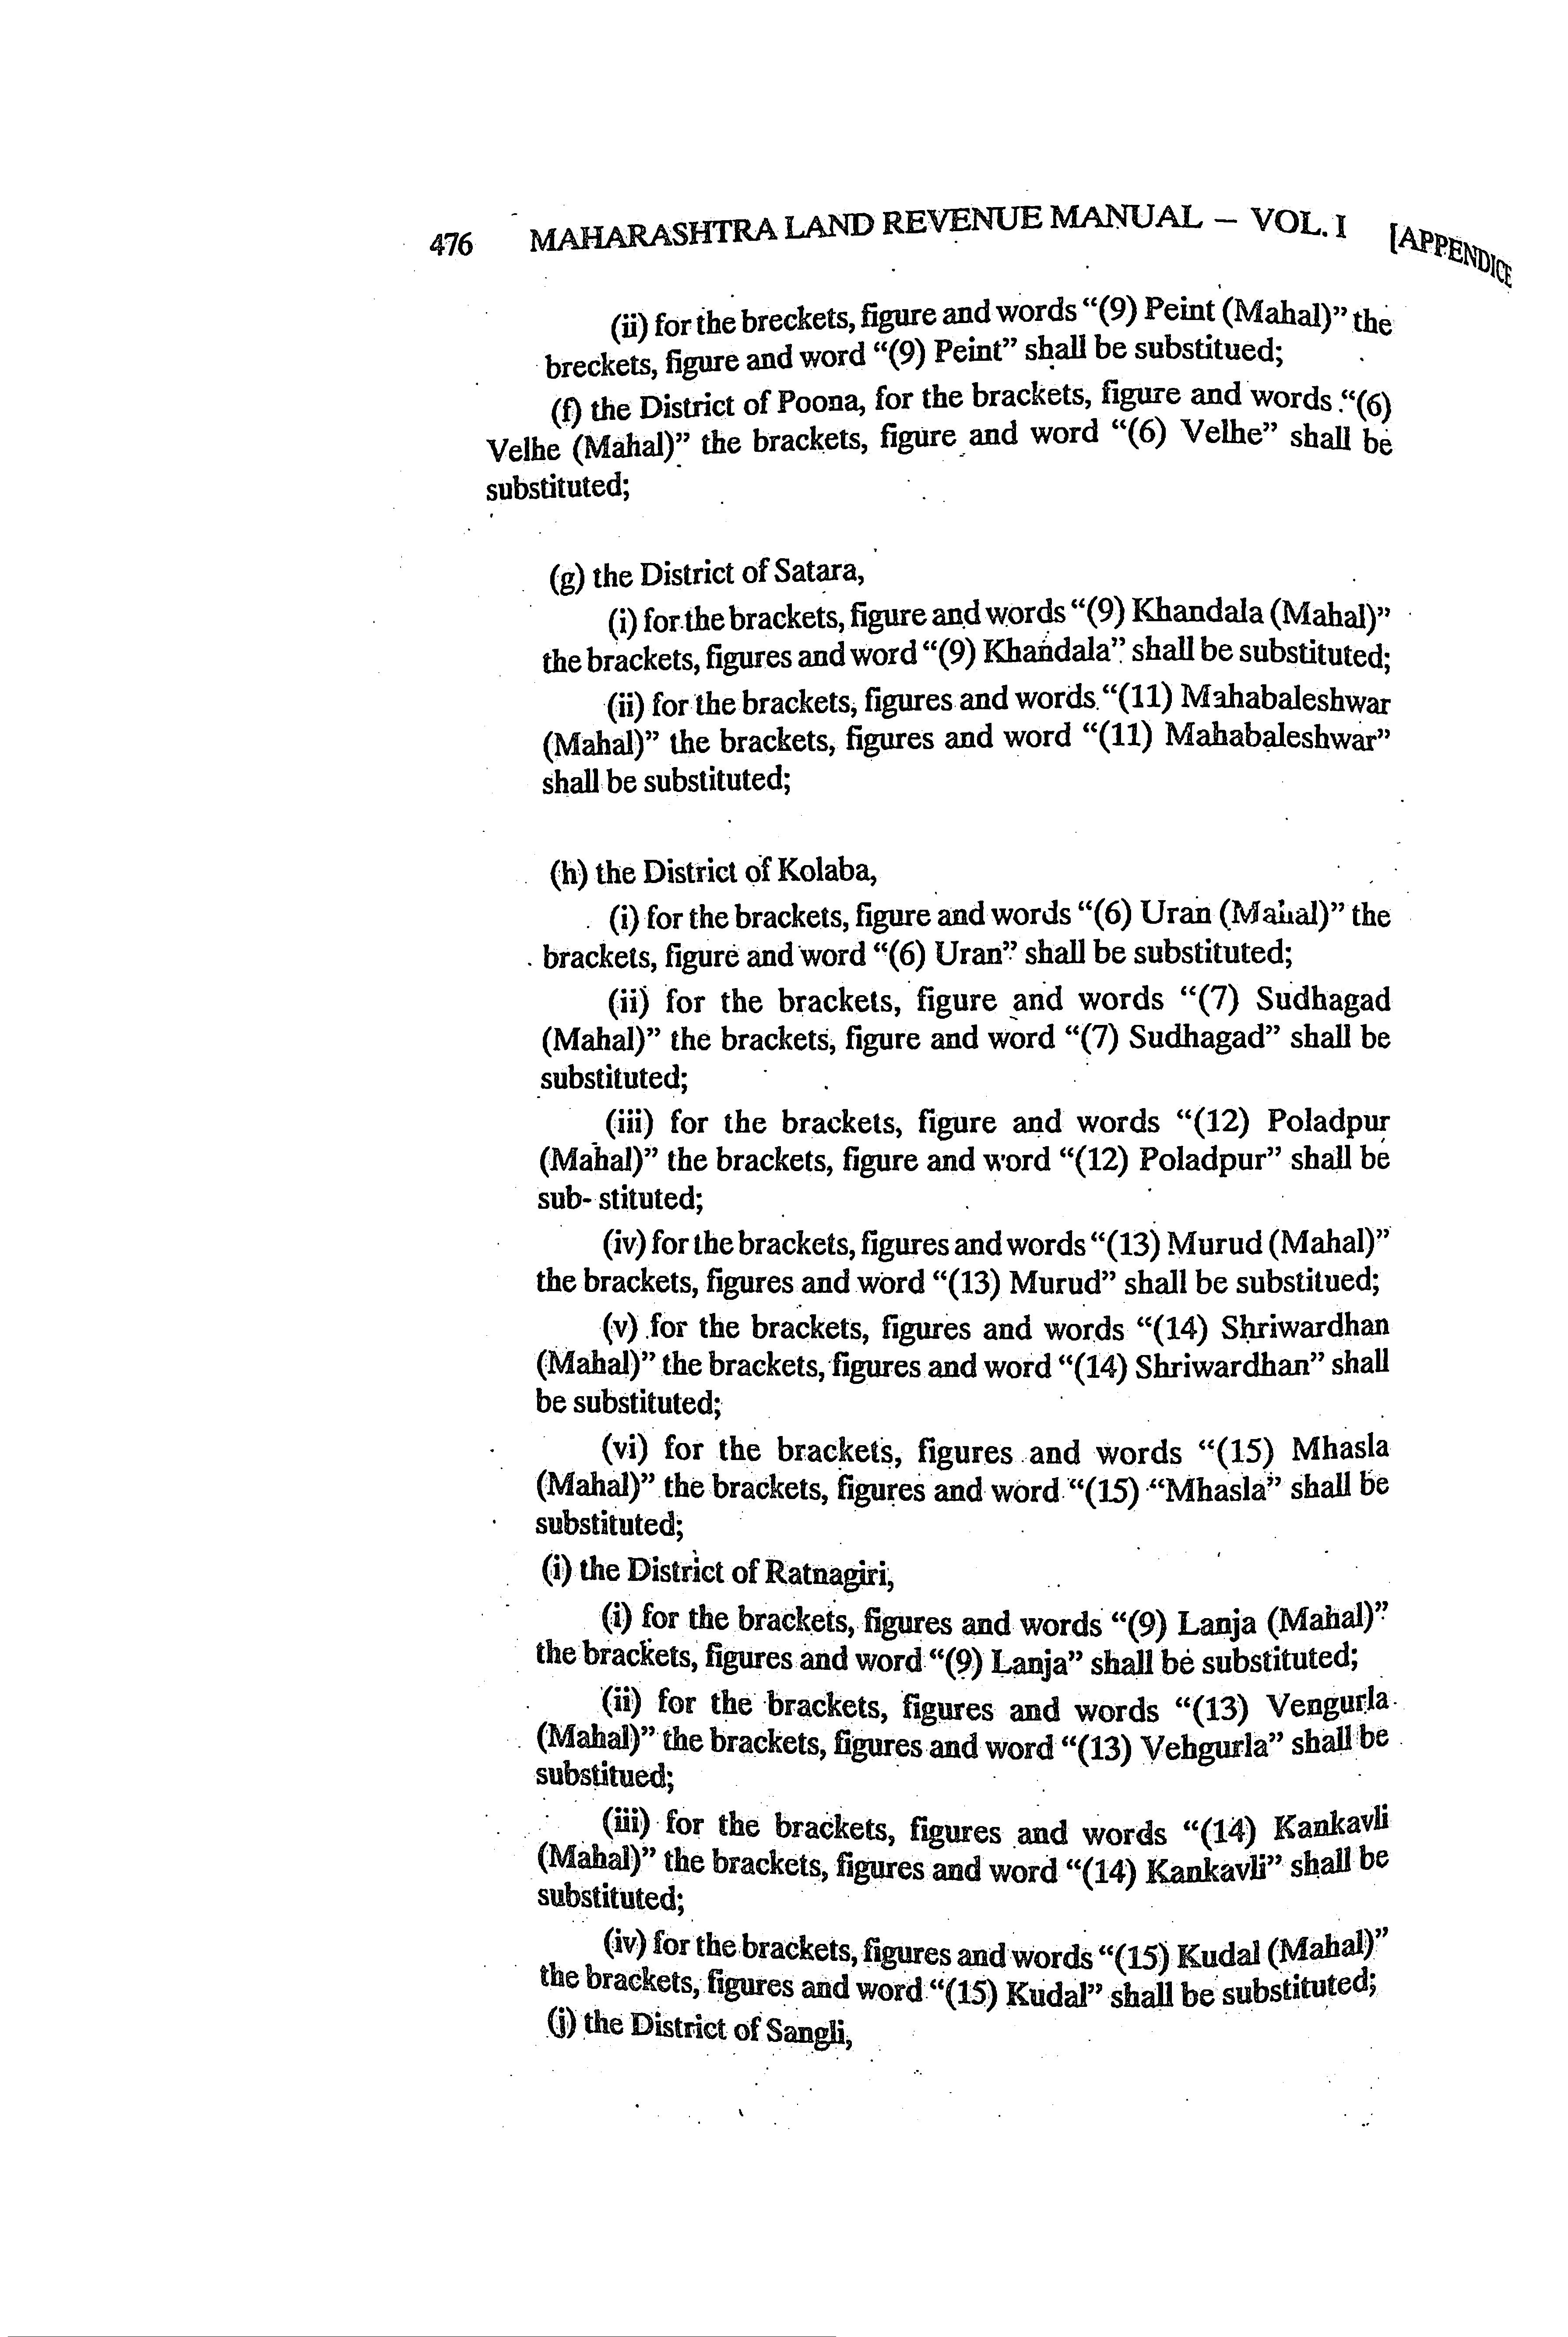 476 MAHARASHTRA LAND REVENUE MANUAL – VOL. I [APPENDICE
(ii) for the breckets, figure and words “(9) Peint (Mahal)” the
breckets, figure and word “(9) Peint” shall be substitued;
(f) the District of Poona, for the brackets, figure and words “(6)
Velhe (Mahal)” the brackets, figure and word “(6) Velhe” shall be
substituted;
(g) the District of Satara,
(i) for the brackets, figure and words “(9) Khandala (Mahal)”
the brackets, figures and word “(9) Khandala” shall be substituted;
(ii) for the brackets, figures and words “(11) Mahabaleshwar
(Mahal)” the brackets, figures and word “(11) Mahabaleshwar”
shall be substituted;
(h) the District of Kolaba,
(i) for the brackets, figure and words “(6) Uran (Mahal)” the
brackets, figure and word “(6) Uran” shall be substituted;
(ii) for the brackets, figure and words “(7) Sudhagad
(Mahal)” the brackets, figure and word “(7) Sudhagad” shall be
substituted;
(iii) for the brackets, figure and words “(12) Poladpur
(Mahal)” the brackets, figure and word “(12) Poladpur” shall be
sub- stituted;
(iv) for the brackets, figures and words “(13) Murud (Mahal)”
the brackets, figures and word “(13) Murud” shall be substitued;
(v) for the brackets, figures and words “(14) Shriwardhan
(Mahal)” the brackets, figures and word “(14) Shriwardhan” shall
be substituted;
(vi) for the brackets, figures and words “(15) Mhasla
(Mahal)” the brackets, figures and word “(15) “Mhasla” shall be
substituted;
(i) the District of Ratnagiri,
(i) for the brackets, figures and words “(9) Lanja (Mahal)”
the brackets, figures and word “(9) Lanja” shall be substituted;
(ii) for the brackets, figures and words “(13) Vengurla
(Mahal)” the brackets, figures and word “(13) Vehgurla” shall be
substitued;
(iii) for the brackets, figures and words “(14) Kankavli
(Mahal)” the brackets, figures and word “(14) Kankavli” shall be
substituted;
(iv) for the brackets, figures and words “(15) Kudal (Mahal)”
the brackets, figures and word “(15) Kudal” shall be substituted;
(j) the District of Sangli,